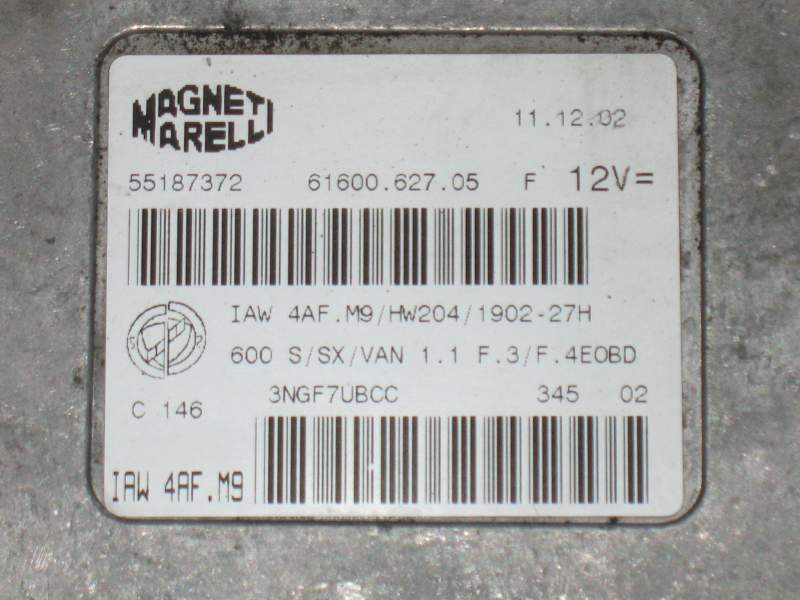 MAGNETI
MARELLI
11.12.02
55187372 61600.627.05 F 12V=
IAW 4AF.M9/HW204/1902-27H
600 S/SX/VAN 1.1 F.3/F.4EOBD
C 146
3NGF7UBCC 345 02
IAW 4AF.M9